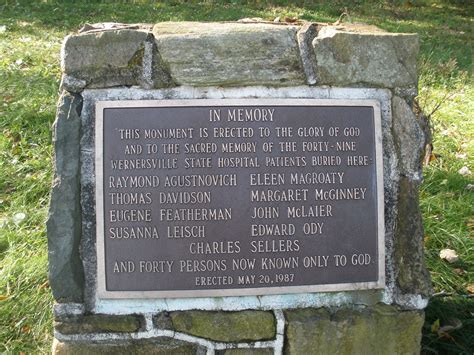 IN MEMORY
THIS MONUMENT IS ERECTED TO THE GLORY OF GOD
AND TO THE SACRED MEMORY OF THE FORTY-NINE
WERNERSVILLE STATE HOSPITAL PATIENTS BURIED HERE:
RAYMOND AGUSTNOVICH ELEEN MAGROATY
THOMAS DAVIDSON MARGARET MCGINNEY
EUGENE FEATHERMAN JOHN MCLAIER
SUSANNA LEISCH EDWARD ODY
CHARLES SELLERS
AND FORTY PERSONS NOW KNOWN ONLY TO GOD
ERECTED MAY 20, 1987